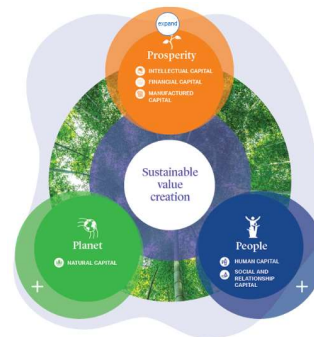 expand
Prosperity
INTELLECTUAL CAPITAL
FINANCIAL CAPITAL
MANUFACTURED
CAPITAL
Sustainable
value
creation
Planet
NATURAL CAPITAL
People
HUMAN CAPITAL
SOCIAL AND
RELATIONSHIP
CAPITAL
+
+